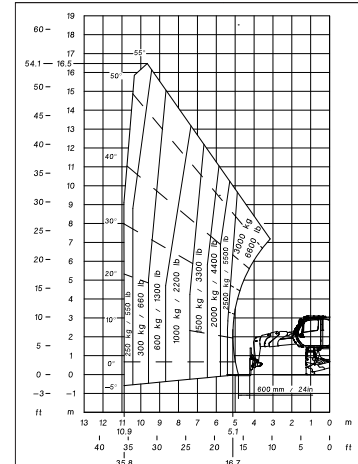 19
60 18
17
54.1 16.5 55°
16
50 50°
15
45 14
13
40 12
40° 11
35
10
30 9
8
25 30°
7
20 6
20° 5
15
4
10 3
10°
2
5
1
0°
0 0
-5°
-3 -1
ft m
250 kg / 550 lb
300 kg / 660 lb
600 kg / 1300 lb
1000 kg / 2200 lb
1500 kg / 3300 lb
2000 kg / 4400 lb
2500 kg / 5500 lb
3000 kg
6600 lb
600 mm / 24in
13 12 11 10 9 8 7 6 5 4 3 2 1 0 m
10.9 5.1
40 35 30 25 20 15 10 5 0 ft
35.8 16.7